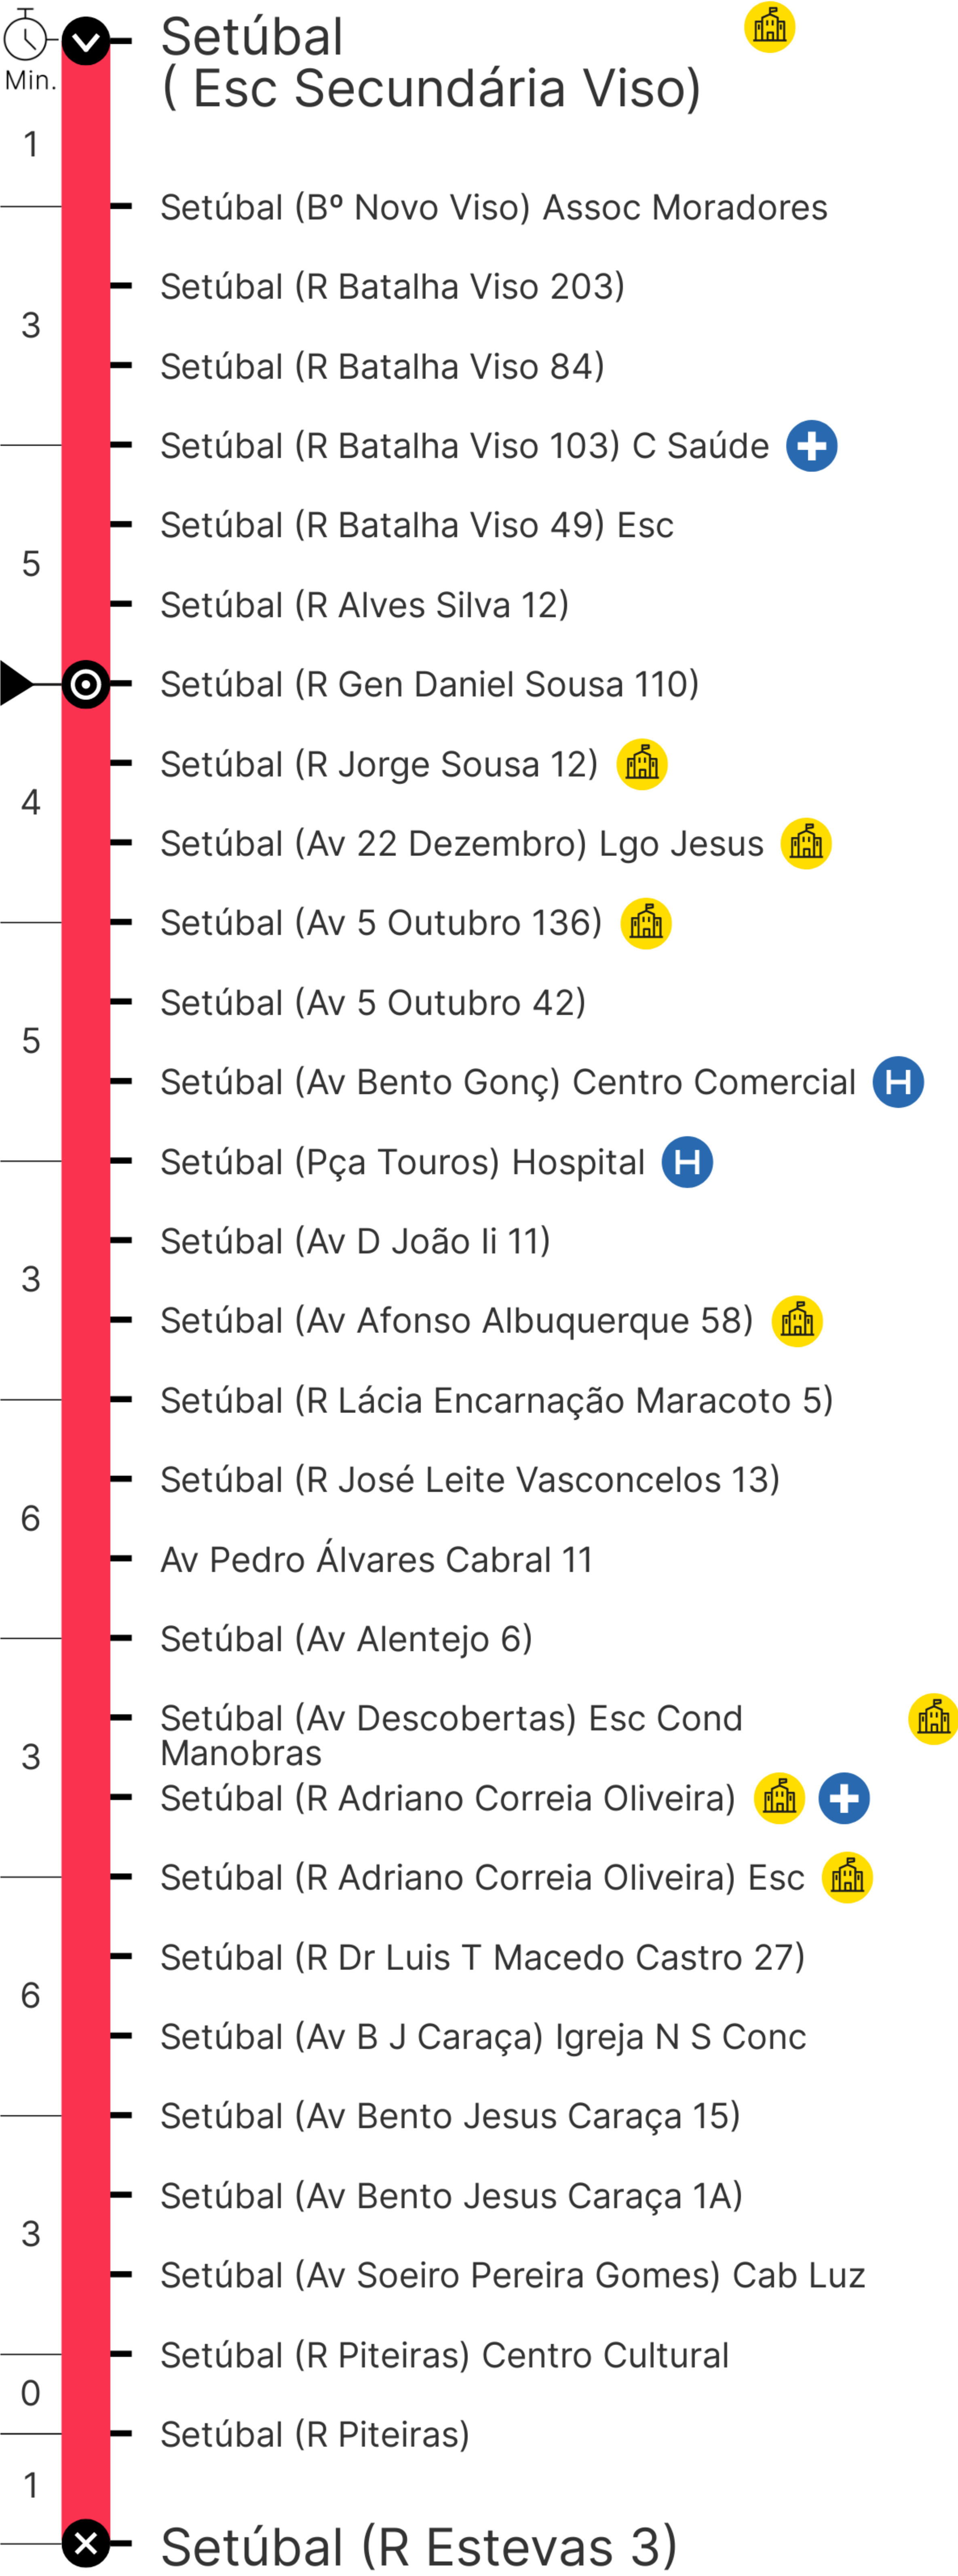 Setúbal
( Esc Secundária Viso)
Min.
1
Setúbal (Bº Novo Viso) Assoc Moradores
Setúbal (R Batalha Viso 203)
3
Setúbal (R Batalha Viso 84)
Setúbal (R Batalha Viso 103) C Saúde
Setúbal (R Batalha Viso 49) Esc
5
Setúbal (R Alves Silva 12)
Setúbal (R Gen Daniel Sousa 110)
Setúbal (R Jorge Sousa 12)
4
Setúbal (Av 22 Dezembro) Lgo Jesus
Setúbal (Av 5 Outubro 136)
Setúbal (Av 5 Outubro 42)
5
Setúbal (Av Bento Gonç) Centro Comercial H
Setúbal (Pça Touros) Hospital H
Setúbal (Av D João Ii 11)
3
Setúbal (Av Afonso Albuquerque 58)
Setúbal (R Lácia Encarnação Maracoto 5)
Setúbal (R José Leite Vasconcelos 13)
6
Av Pedro Álvares Cabral 11
Setúbal (Av Alentejo 6)
Setúbal (Av Descobertas) Esc Cond
Manobras
3
Setúbal (R Adriano Correia Oliveira)
Setúbal (R Adriano Correia Oliveira) Esc
Setúbal (R Dr Luis T Macedo Castro 27)
6
Setúbal (Av B J Caraça) Igreja N S Conc
Setúbal (Av Bento Jesus Caraça 15)
Setúbal (Av Bento Jesus Caraça 1A)
3
Setúbal (Av Soeiro Pereira Gomes) Cab Luz
Setúbal (R Piteiras) Centro Cultural
0
Setúbal (R Piteiras)
1
Setúbal (R Estevas 3)